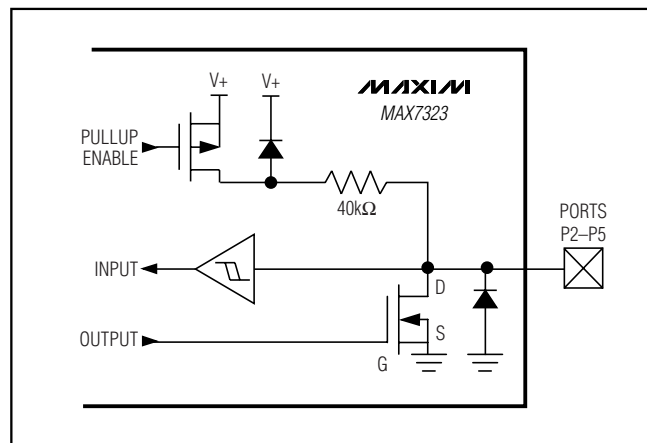 V+ V+
MAXIM
MAX7323
PULLUP
ENABLE
40kΩ
PORTS
P2–P5
INPUT
D
OUTPUT
S
G